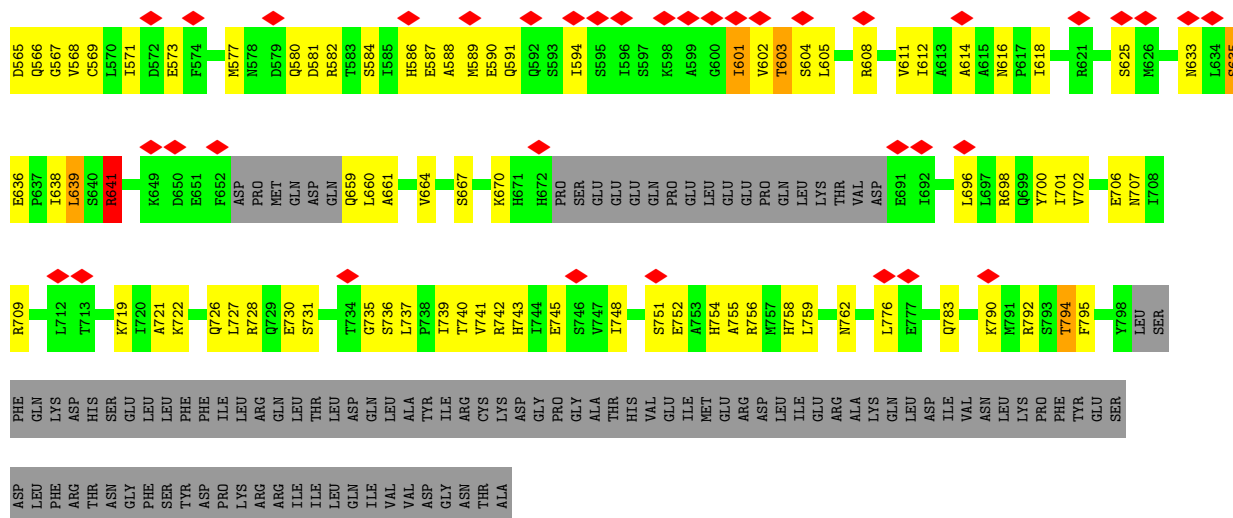 D565 Q566 G567 V568 C569 L570 I571 D572 E573 F574 M577 N578 D579 Q580 D581 R582 T583 S584 I585 H586 E587 A588 M589 E590 Q591 Q592 S593 I594 S595 I596 S597 K598 A599 G600 I601 V602 T603 S604 L605 R608 V611 I612 A613 A614 A615 N616 P617 I618 R621 S625 M626 N633 L634 S635
E636 P637 I638 L639 S640 R641 K649 D650 E651 F652 ASP PRO MET GLN ASP GLN Q659 L660 A661 V664 S667 K670 H671 H672 PRO SER GLU GLU GLU GLN PRO GLU LEU GLU GLU PRO GLN LEU LYS THR VAL ASP E691 I692 L696 L697 R698 Q699 Y700 I701 V702 E706 N707 I708
R709 L712 T713 K719 I720 A721 K722 Q726 L727 R728 Q729 E730 S731 T734 G735 S736 L737 P738 I739 T740 V741 R742 H743 I744 E745 S746 V747 I748 S751 E752 A753 H754 A755 R756 M757 H758 L759 N762 L776 E777 Q783 K790 M791 R792 S793 T794 F795 Y798 LEU SER
PHE GLN LYS ASP HIS SER GLU LEU LEU PHE PHE ILE LEU ARG GLN LEU THR LEU ASP GLN LEU ALA TYR ILE ARG CYS LYS ASP GLY PRO GLY ALA THR HIS VAL GLU ILE MET GLU ARG ASP LEU ILE GLU ARG ALA LYS GLN LEU ASP ILE VAL ASN LEU LYS PRO PHE TYR GLU SER
ASP LEU PHE ARG THR ASN GLY PHE SER TYR ASP PRO LYS ARG ARG ILE ILE LEU GLN ILE VAL VAL ASP GLY ASN THR ALA